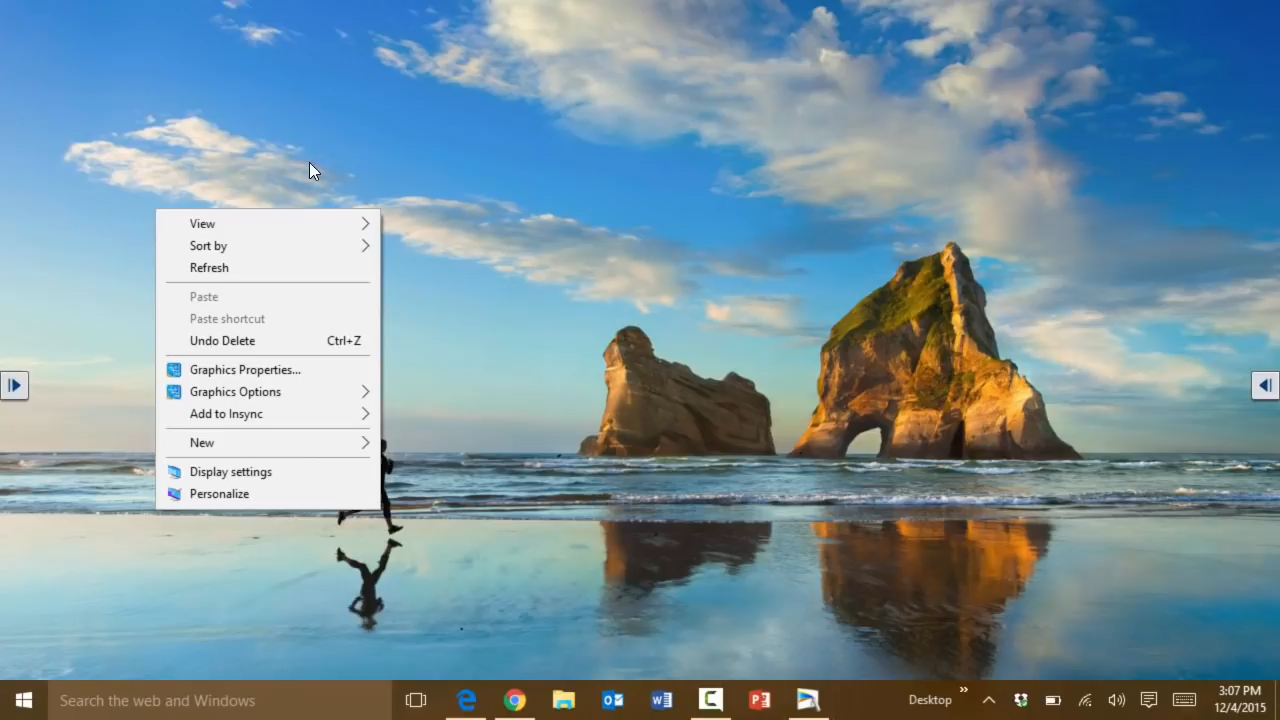 View
Sort by
Refresh
Paste
Paste shortcut
Undo Delete Ctrl+Z
Graphics Properties...
Graphics Options
Add to Insync
New
Display settings
Personalize
Search the web and Windows
Desktop
3:07 PM
12/4/2015